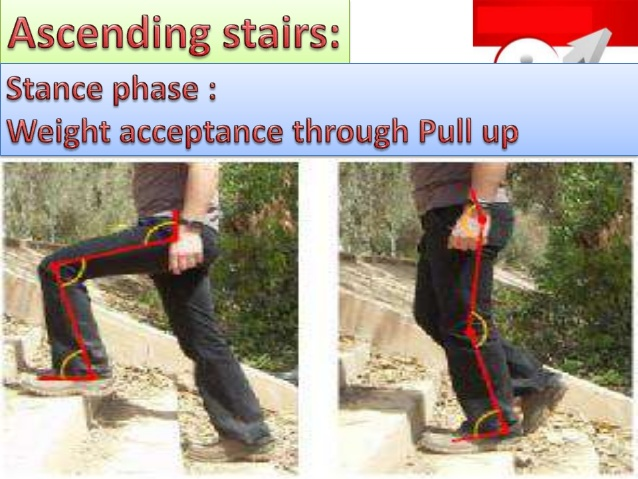 Ascending stairs:
Stance phase :
Weight acceptance through Pull up